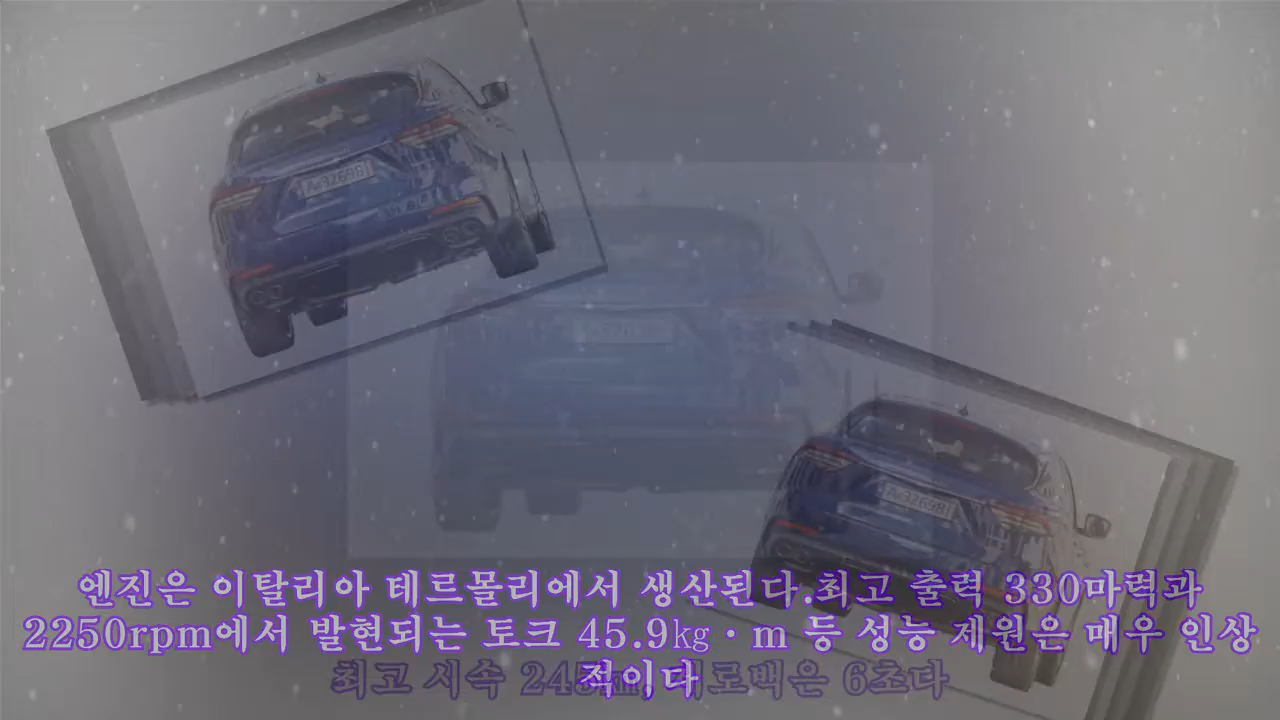 A 32698
A 32698
엔진은 이탈리아 테르몰리에서 생산된다.최고 출력 330마력과
2250rpm에서 발현되는 토크 45.9㎏·m 등 성능 제원은 매우 인상
적이다
최고 시속 로백은 6초다